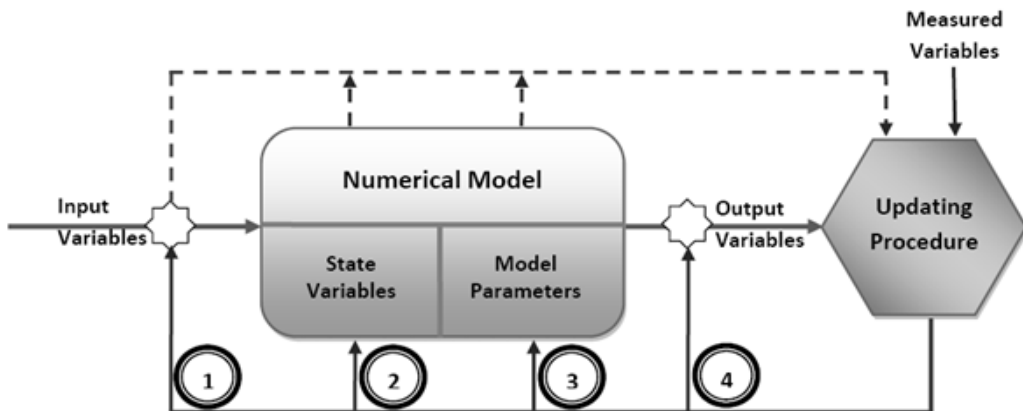 Measured
Variables
Numerical Model
Input
Variables
Output
Variables
Updating
Procedure
State
Variables
Model
Parameters
1
2
3
4